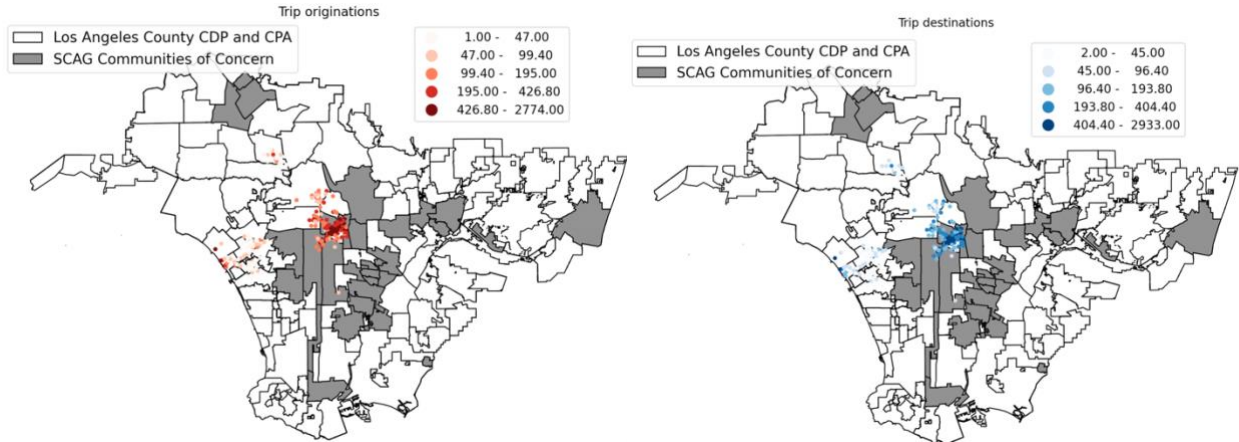 Trip originations
Los Angeles County CDP and CPA
SCAG Communities of Concern
1.00 - 47.00
47.00 - 99.40
99.40 - 195.00
195.00 - 426.80
426.80 - 2774.00
Trip destinations
Los Angeles County CDP and CPA
SCAG Communities of Concern
2.00 - 45.00
45.00 - 96.40
96.40 - 193.80
193.80 - 404.40
404.40 - 2933.00